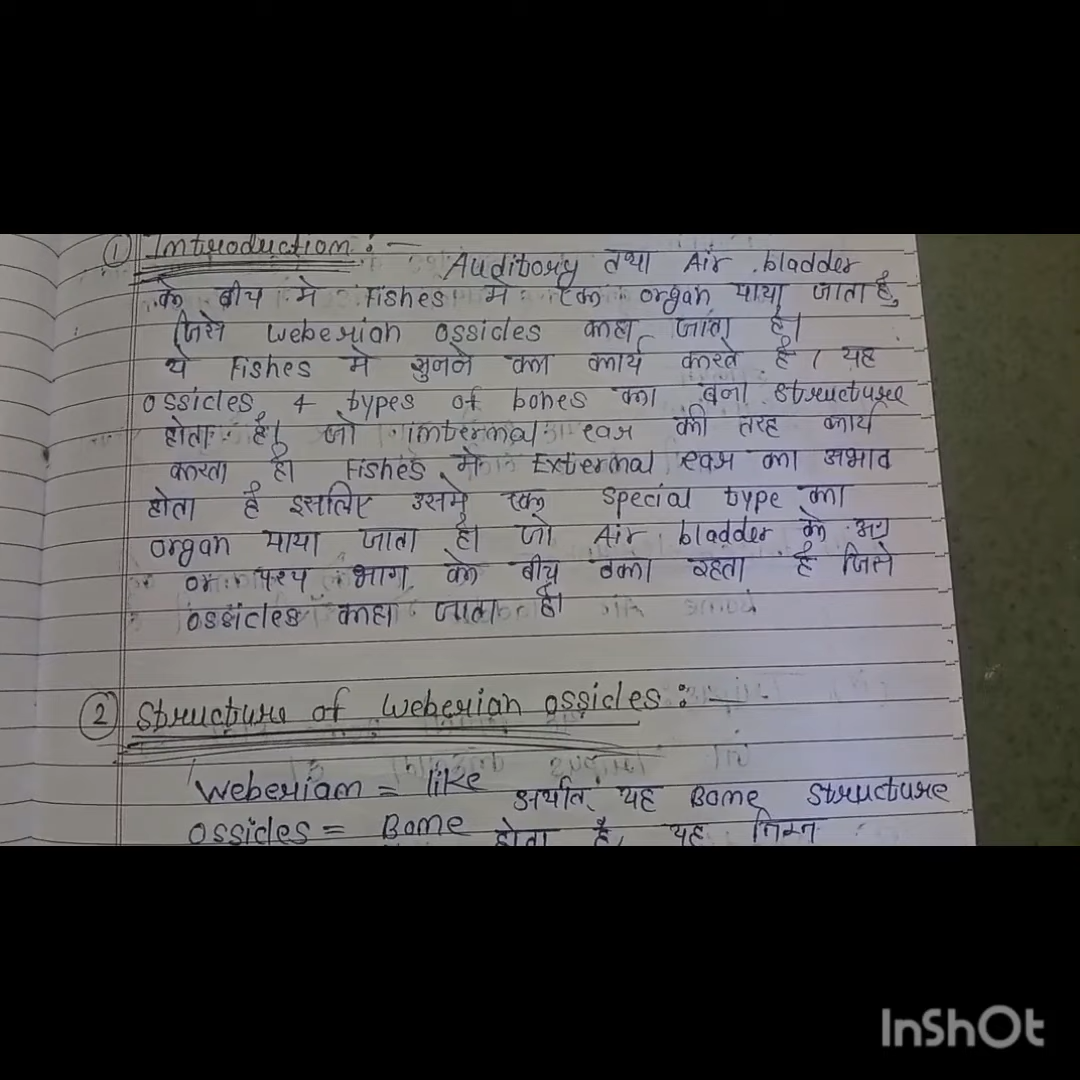 ① Introduction : —
Auditory तथा Air bladder
के बीच मे Fishes मे एक organ पाया जाता है,
जिसे weberian ossicles कहा जाता है।
ये Fishes मे सुनने का कार्य करते है। यह
ossicles 4 types of bones का बना structure
होता है। जो internal ear की तरह कार्य
करता है। Fishes मे External ear का अभाव
होता है इसलिए उसमे एक special type का
organ पाया जाता है। जो Air bladder के अग्र
or पश्च भाग के बीच ढका रहता है जिसे
ossicles कहा जाता है।
② Structure of weberian ossicles : —
Weberian = like अर्थात् यह Bone structure
ossicles = Bone होता है, यह निम्न
InShOt